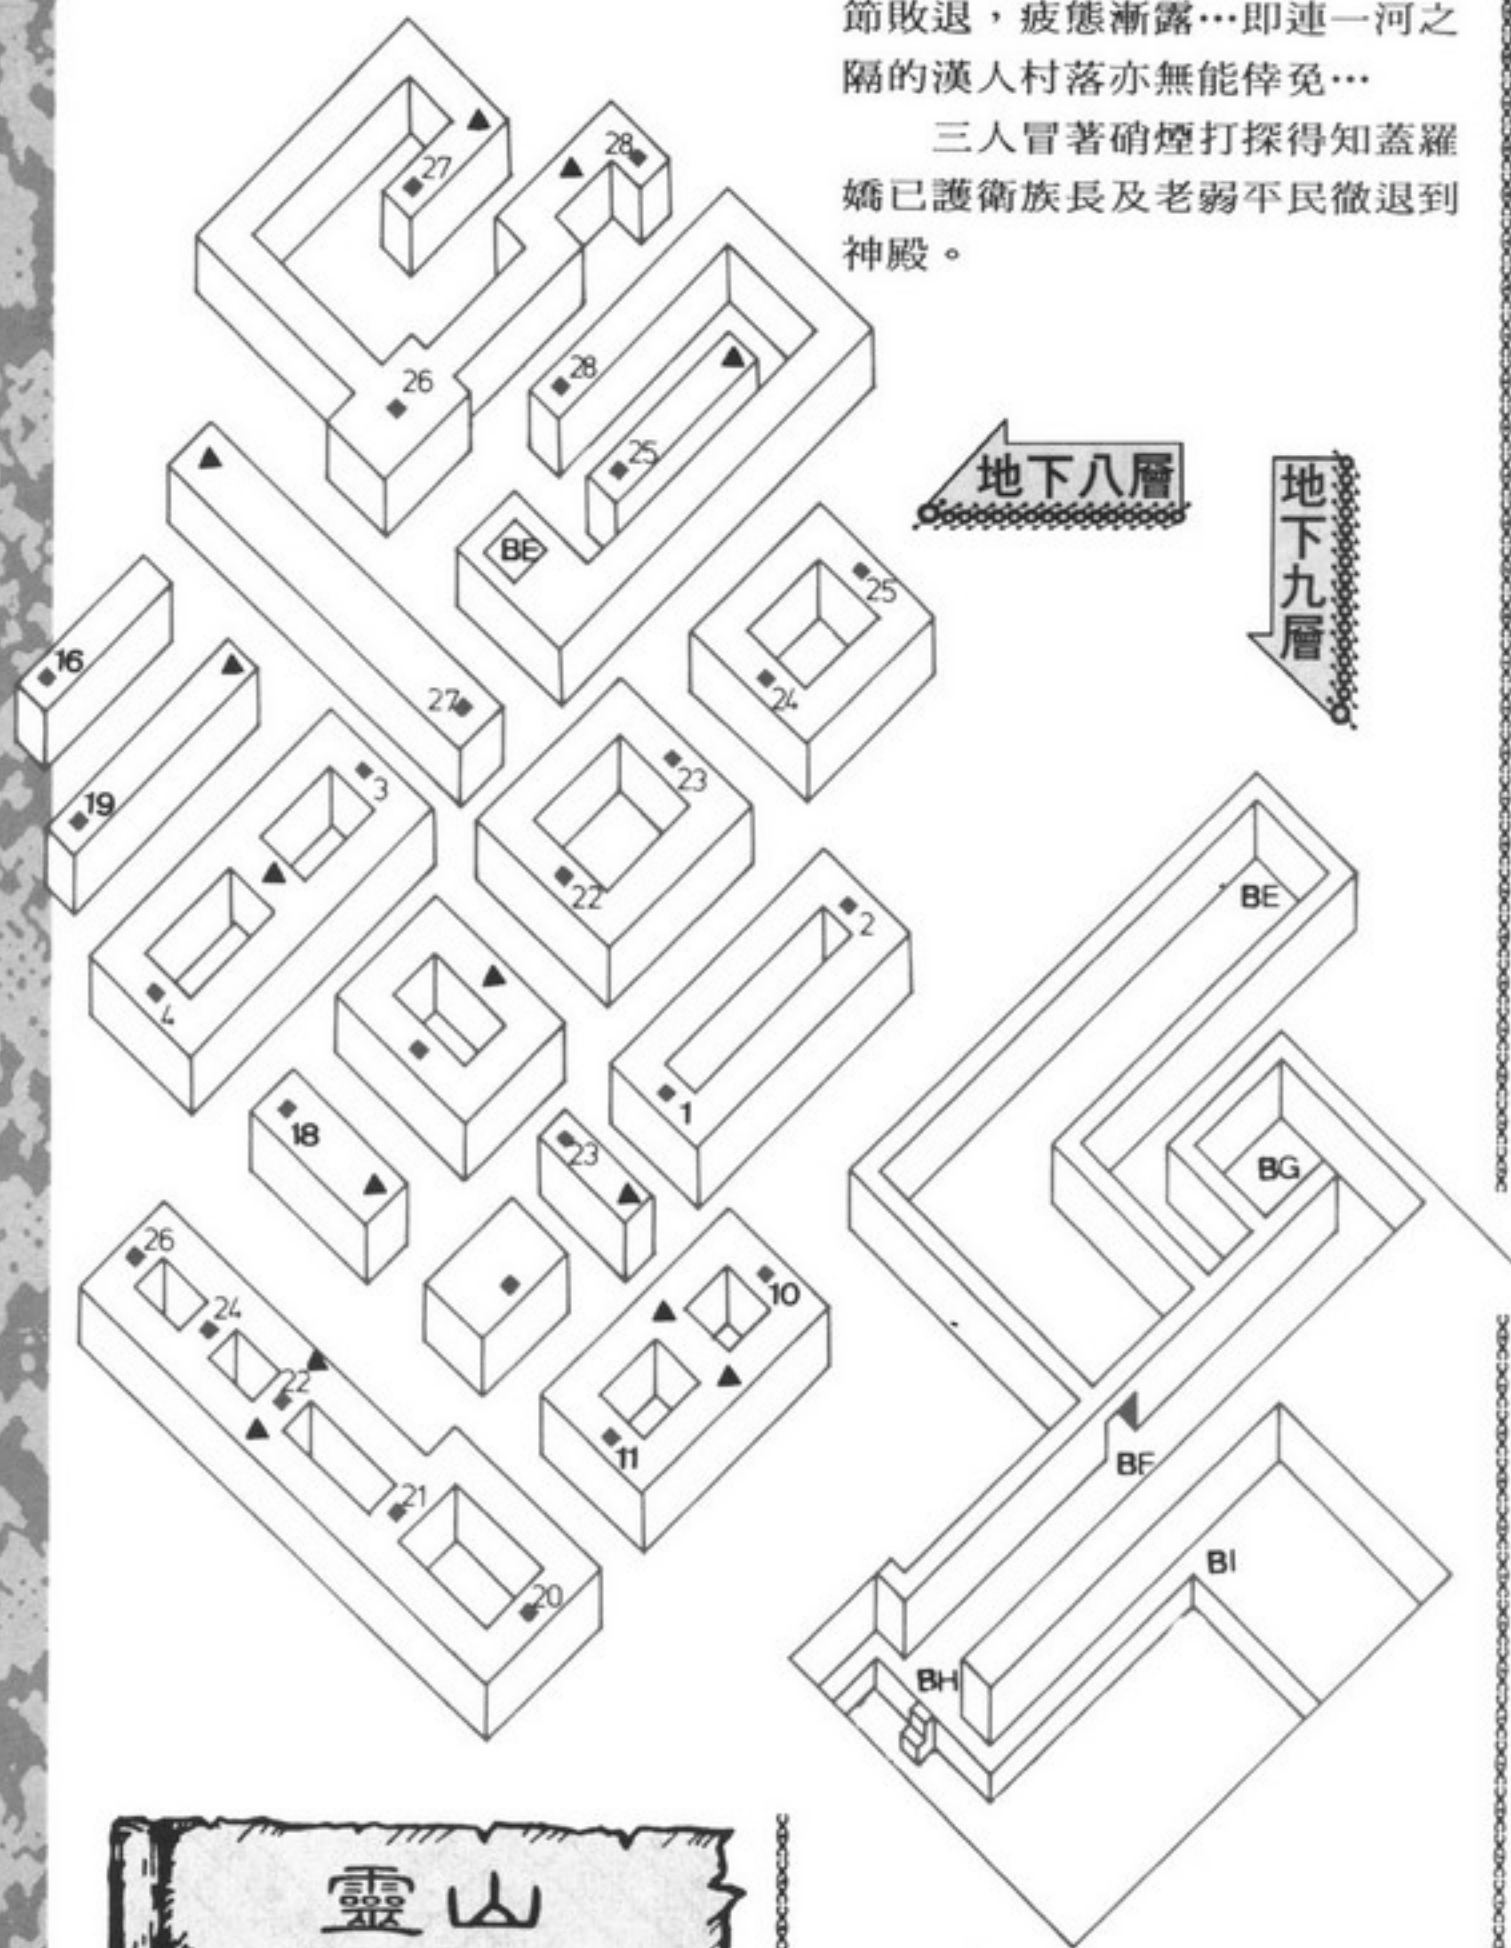 節敗退，疲態漸露…即連一河之
隔的漢人村落亦無能倖免…
三人冒著硝煙打探得知蓋羅
嬌已護衛族長及老弱平民徹退到
神殿。
27
28
26
28
25
BE
地下八層
地下九層
25
24
16
27
19
3
23
22
2
4
1
18
23
26
24
22
21
20
10
11
BE
BG
BF
BI
BH
靈山